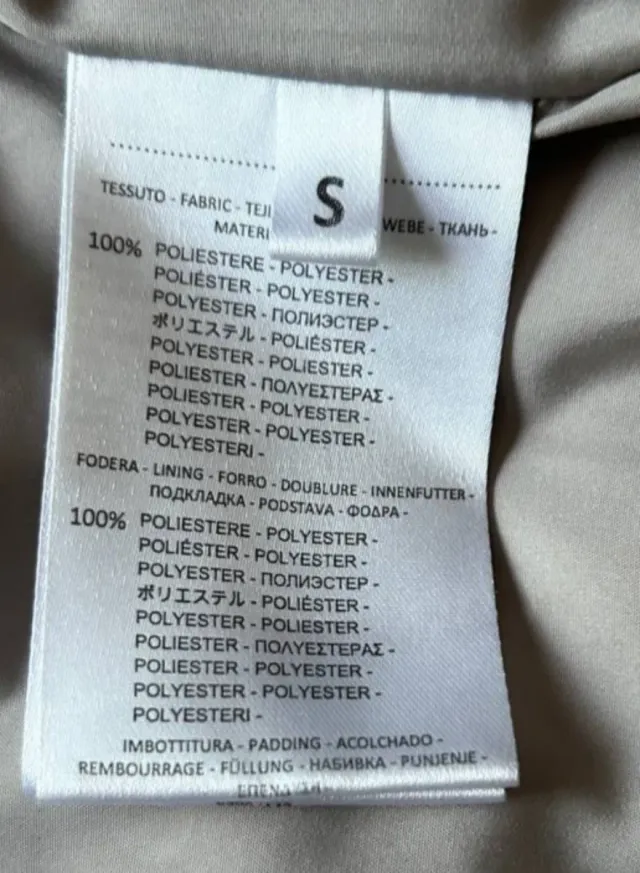 S
TESSUTO - FABRIC - WEBE - ТКАНЬ -
100% POLIESTERE - POLYESTER -
POLIÉSTER - POLYESTER -
POLYESTER - ПОЛИЭСТЕР -
ポリエステル - POLIÉSTER -
POLYESTER - POLIESTER -
POLIESTER - ΠΟΛΥΕΣΤΕΡΑΣ -
POLIESTER - POLYESTER -
POLYESTER - POLYESTER -
POLYESTERI -
FODERA - LINING - FORRO - DOUBLURE - INNENFUTTER -
ПОДКЛАДКА - PODSTAVA - ΦΟΔΡΑ -
100% POLIESTERE - POLYESTER -
POLIÉSTER - POLYESTER -
POLYESTER - ПОЛИЭСТЕР -
ポリエステル - POLIÉSTER -
POLYESTER - POLIESTER -
POLIESTER - ΠΟΛΥΕΣΤΕΡΑΣ -
POLIESTER - POLYESTER -
POLYESTER - POLYESTER -
POLYESTERI -
IMBOTTITURA - PADDING - ACOLCHADO -
REMBOURRAGE - FÜLLUNG - НАБИВКА - PUNJENJE -